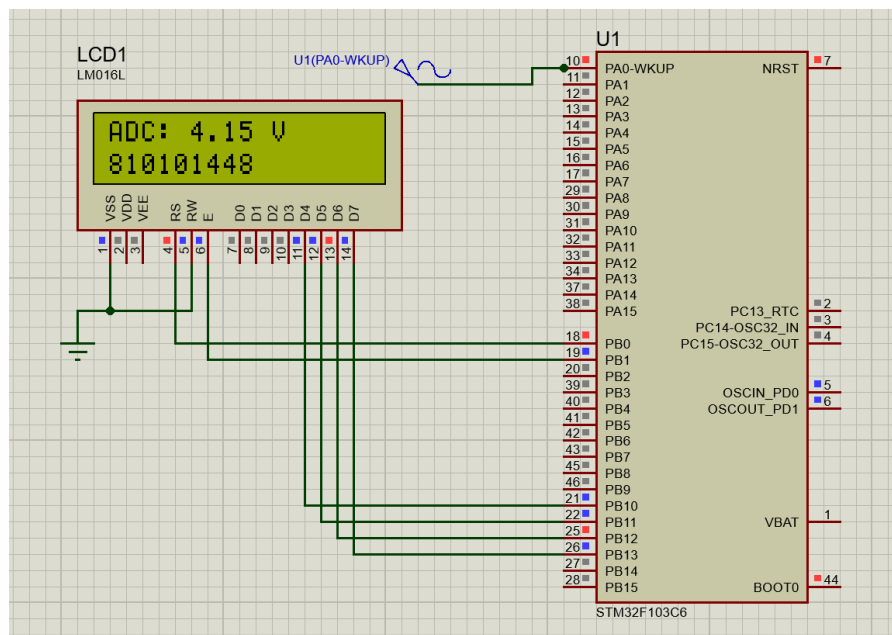 LCD1
LM016L
ADC: 4.15 V
810101448
VSS
VDD
VEE
RS
RW
E
D0
D1
D2
D3
D4
D5
D6
D7
1
2
3
4
5
6
7
8
9
10
11
12
13
14
U1(PA0-WKUP)
U1
10 PA0-WKUP NRST 7
11 PA1
12 PA2
13 PA3
14 PA4
15 PA5
16 PA6
17 PA7
29 PA8
30 PA9
31 PA10
32 PA11
33 PA12
34 PA13
37 PA14
38 PA15 PC13_RTC 2
PC14-OSC32_IN 3
18 PB0 PC15-OSC32_OUT 4
19 PB1
20 PB2
39 PB3 OSCIN_PD0 5
40 PB4 OSCOUT_PD1 6
41 PB5
42 PB6
43 PB7
45 PB8
46 PB9
21 PB10
22 PB11 VBAT 1
25 PB12
26 PB13
27 PB14
28 PB15 BOOT0 44
STM32F103C6